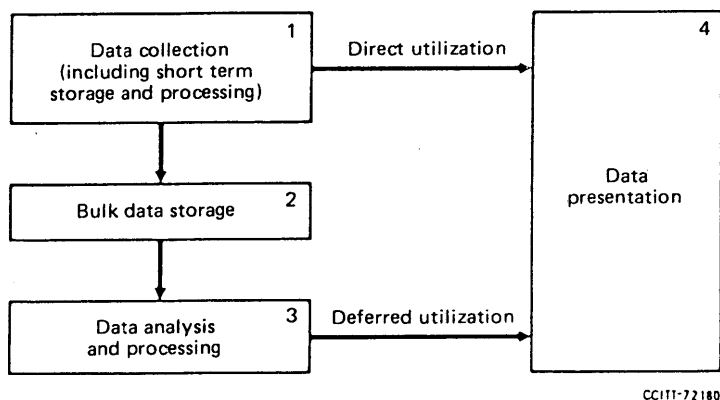 1
Data collection
(including short term
storage and processing)
Direct utilization
4
Data
presentation
2
Bulk data storage
3
Data analysis
and processing
Deferred utilization
CCITT-72180